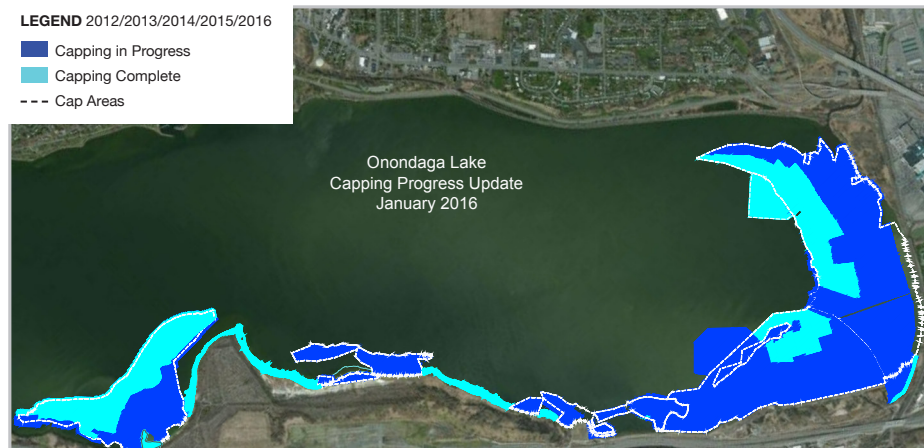 LEGEND 2012/2013/2014/2015/2016
Capping in Progress
Capping Complete
Cap Areas
Onondaga Lake
Capping Progress Update
January 2016